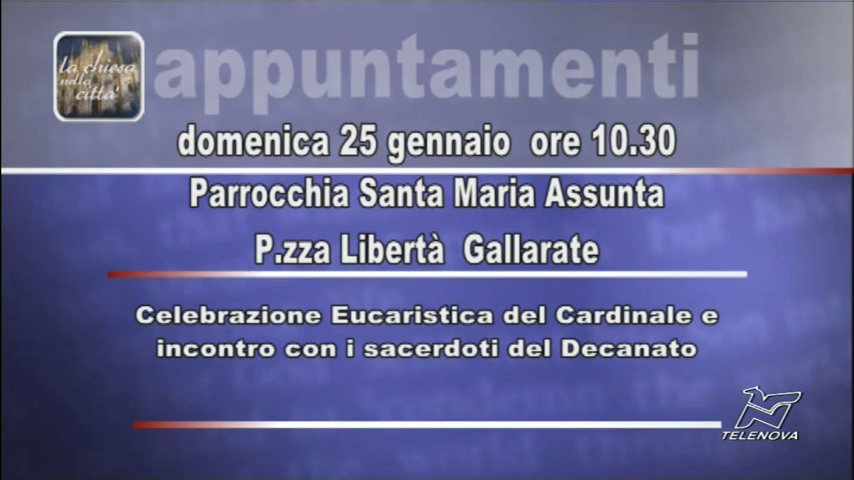 la chiesa
nella
città
appuntamenti
domenica 25 gennaio ore 10.30
Parrocchia Santa Maria Assunta
P.zza Libertà Gallarate
Celebrazione Eucaristica del Cardinale e
incontro con i sacerdoti del Decanato
TELENOVA